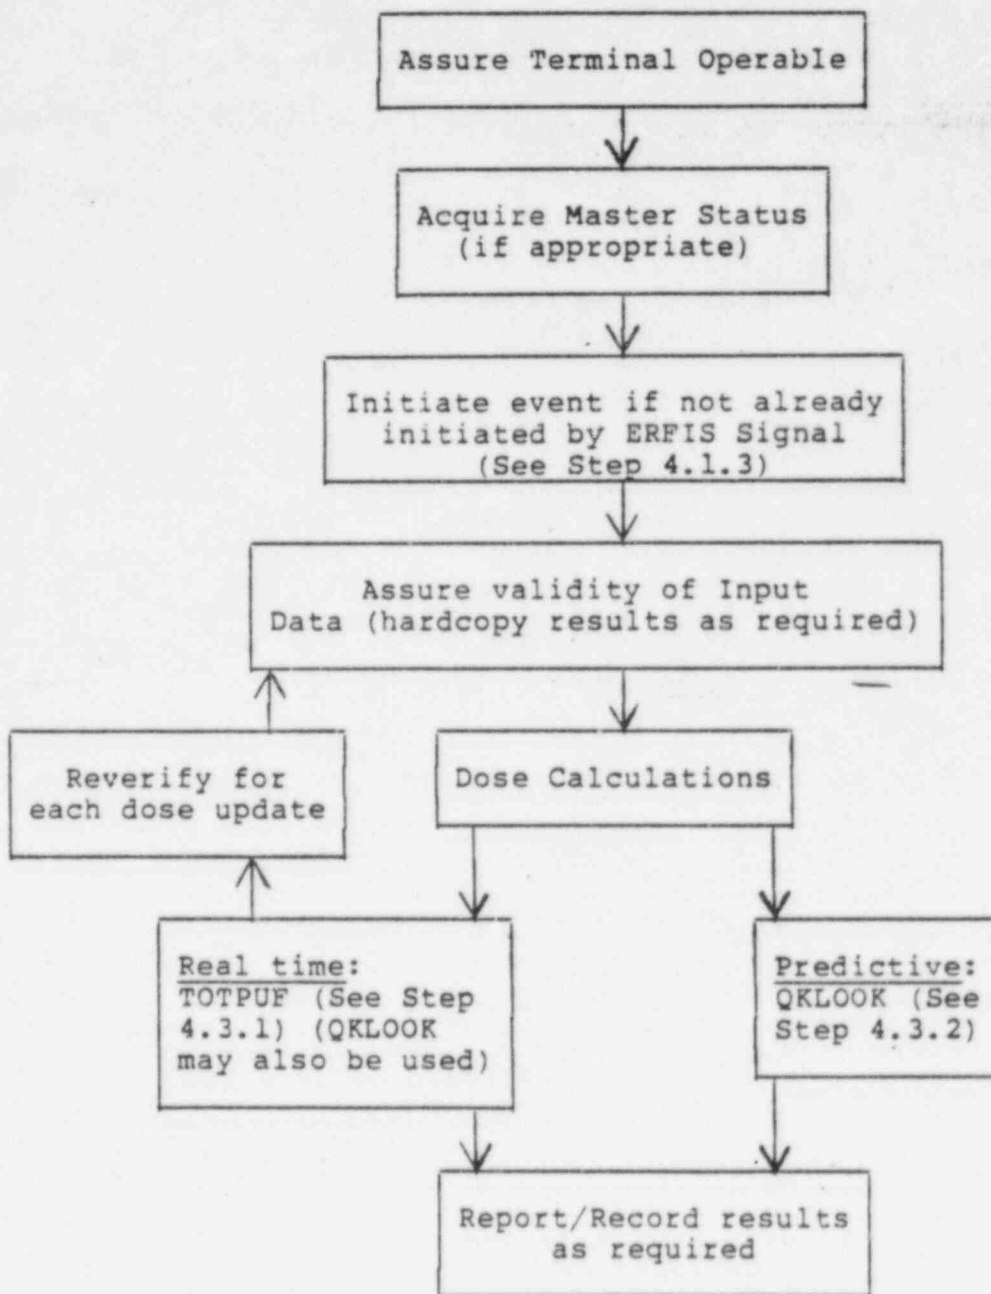 Assure Terminal Operable
Acquire Master Status
(if appropriate)
Initiate event if not already
initiated by ERFIS Signal
(See Step 4.1.3)
Assure validity of Input
Data (hardcopy results as required)
Reverify for
each dose update
Dose Calculations
Real time:
TOTPUF (See Step
4.3.1) (QKLOOK
may also be used)
Predictive:
QKLOOK (See
Step 4.3.2)
Report/Record results
as required